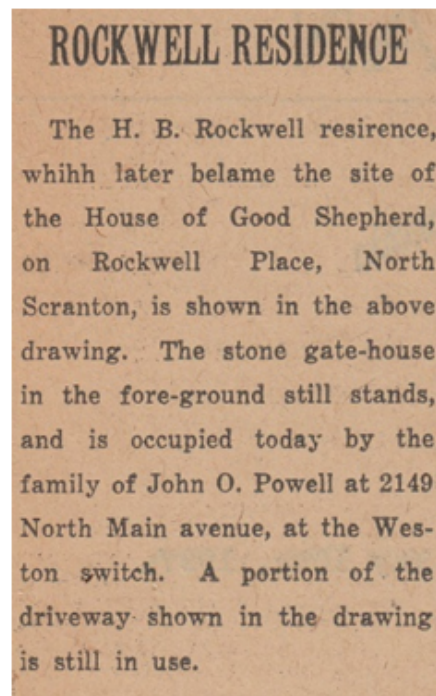 ROCKWELL RESIDENCE
The H. B. Rockwell resirence,
whihh later belame the site of
the House of Good Shepherd,
on Rockwell Place, North
Scranton, is shown in the above
drawing. The stone gate-house
in the fore-ground still stands,
and is occupied today by the
family of John O. Powell at 2149
North Main avenue, at the Wes-
ton switch. A portion of the
driveway shown in the drawing
is still in use.